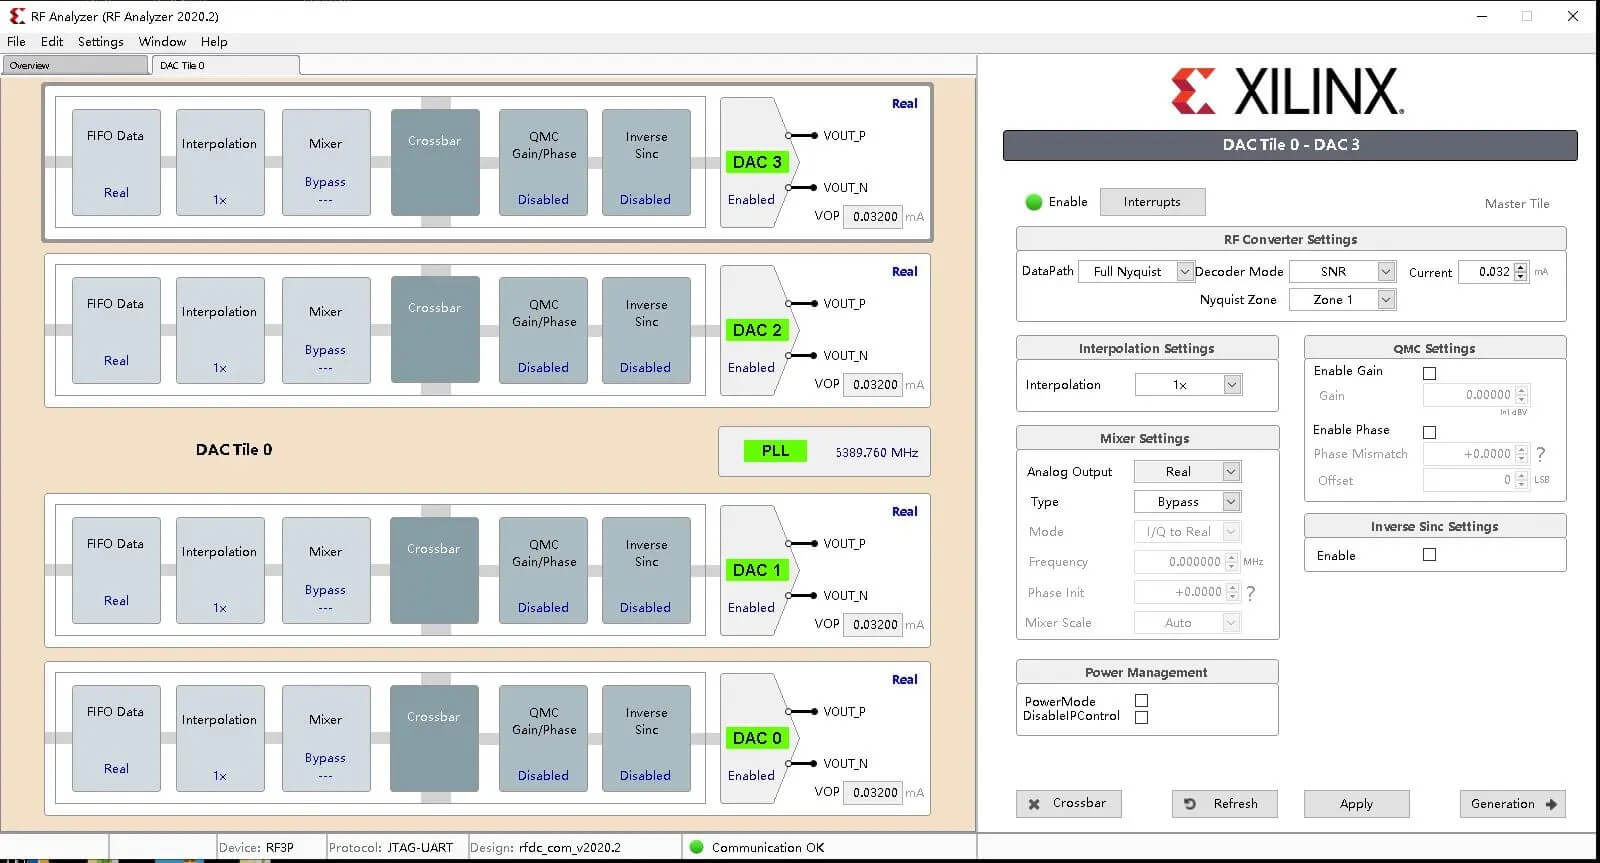 RF Analyzer (RF Analyzer 2020.2)
File Edit Settings Window Help
Overview DAC Tile 0
Real
FIFO Data Interpolation Mixer Crossbar QMC Gain/Phase Inverse Sinc VOUT_P
DAC 3
Real 1x Bypass --- Disabled Disabled Enabled VOUT_N
VOP 0.03200 mA
Real
FIFO Data Interpolation Mixer Crossbar QMC Gain/Phase Inverse Sinc VOUT_P
DAC 2
Real 1x Bypass --- Disabled Disabled Enabled VOUT_N
VOP 0.03200 mA
DAC Tile 0 PLL 5389.760 MHz
Real
FIFO Data Interpolation Mixer Crossbar QMC Gain/Phase Inverse Sinc VOUT_P
DAC 1
Real 1x Bypass --- Disabled Disabled Enabled VOUT_N
VOP 0.03200 mA
Real
FIFO Data Interpolation Mixer Crossbar QMC Gain/Phase Inverse Sinc VOUT_P
DAC 0
Real 1x Bypass --- Disabled Disabled Enabled VOUT_N
VOP 0.03200 mA
XILINX.
DAC Tile 0 - DAC 3
Enable Interrupts Master Tile
RF Converter Settings
DataPath Full Nyquist Decoder Mode SNR Current 0.032 mA
Nyquist Zone Zone 1
Interpolation Settings
Interpolation 1x
Mixer Settings
Analog Output Real
Type Bypass
Mode I/Q to Real
Frequency 0.000000 MHz
Phase Init +0.0000 ?
Mixer Scale Auto
Power Management
PowerMode
DisableIPControl
QMC Settings
Enable Gain
Gain 0.00000
Enable Phase
Phase Mismatch +0.0000 ?
Offset 0 LSB
Inverse Sinc Settings
Enable
Crossbar Refresh Apply Generation
Device: RF3P Protocol: JTAG-UART Design: rfdc_com_v2020.2 Communication OK